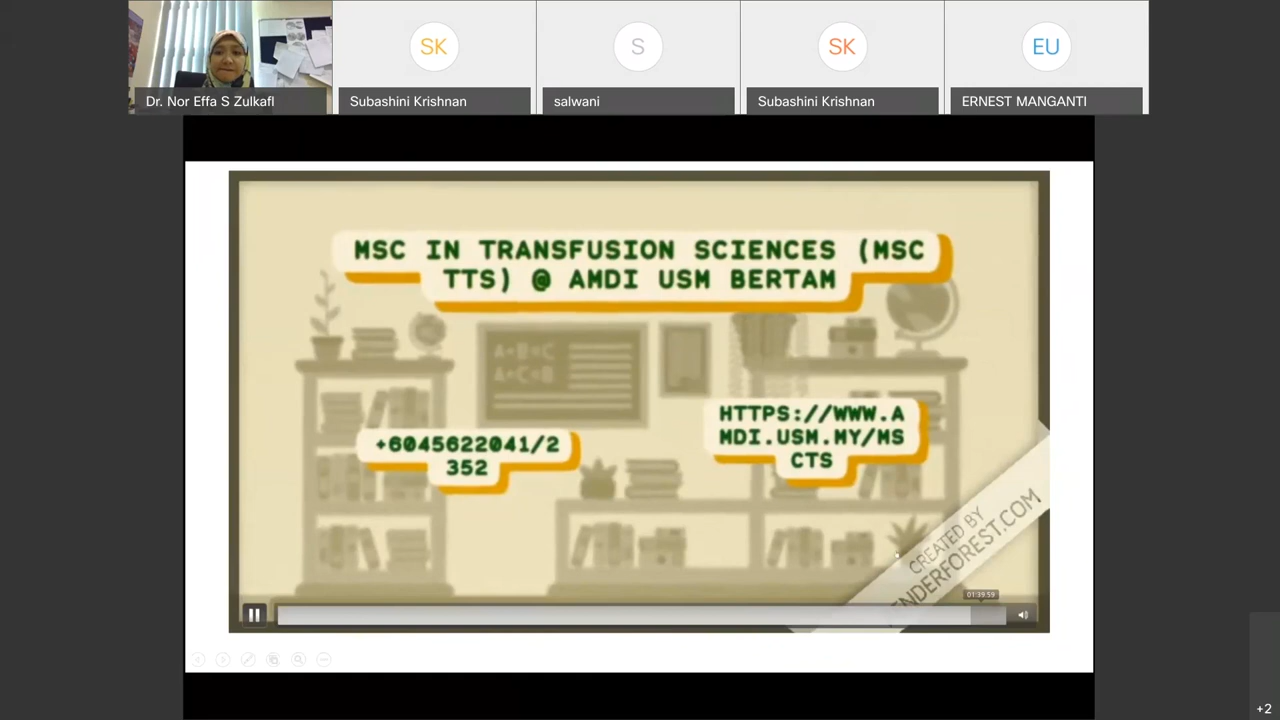 SK
S
SK
EU
Dr. Nor Effa S Zulkafl
Subashini Krishnan
salwani
Subashini Krishnan
ERNEST MANGANTI
MSC IN TRANSFUSION SCIENCES (MSC
TTS) @ AMDI USM BERTAM
A+B=C
A+C=B
+6045622041/2
352
HTTPS://WWW.A
MDI.USM.MY/MS
CTS
CREATED BY
ENDERFOREST.COM
01:39.59
+2